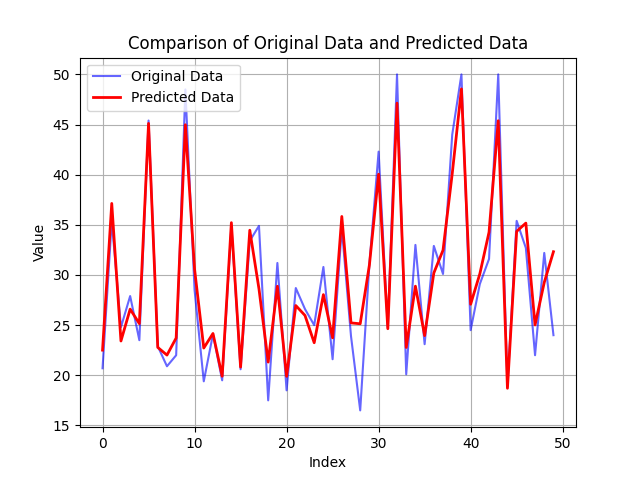 Comparison of Original Data and Predicted Data
Original Data
Predicted Data
Value
50
45
40
35
30
25
20
15
0
10
20
30
40
50
Index